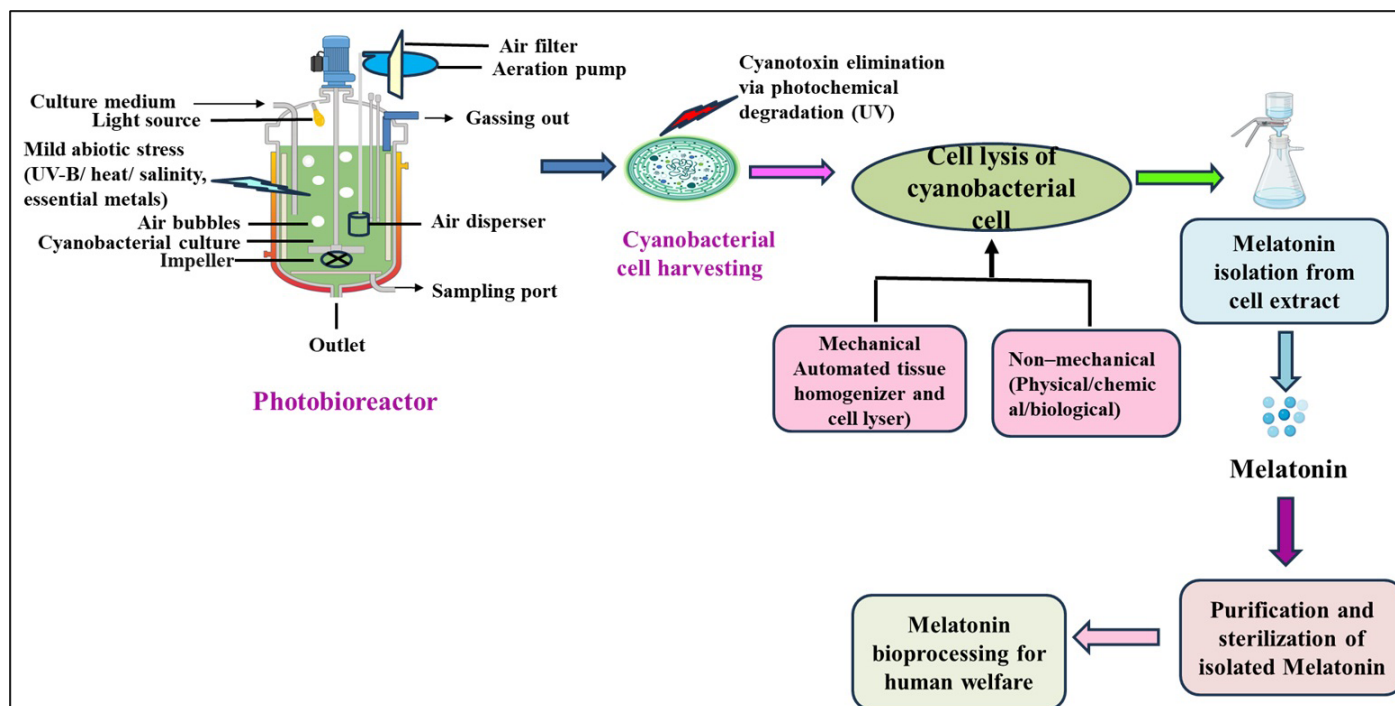 Air filter
Aeration pump
Culture medium
Light source
Gassing out
Mild abiotic stress
(UV-B/ heat/ salinity,
essential metals)
Air bubbles
Air disperser
Cyanobacterial culture
Impeller
Sampling port
Outlet
Photobioreactor
Cyanotoxin elimination
via photochemical
degradation (UV)
Cyanobacterial
cell harvesting
Cell lysis of
cyanobacterial
cell
Mechanical
Automated tissue
homogenizer and
cell lyser)
Non–mechanical
(Physical/chemic
al/biological)
Melatonin
isolation from
cell extract
Melatonin
Purification and
sterilization of
isolated Melatonin
Melatonin
bioprocessing for
human welfare